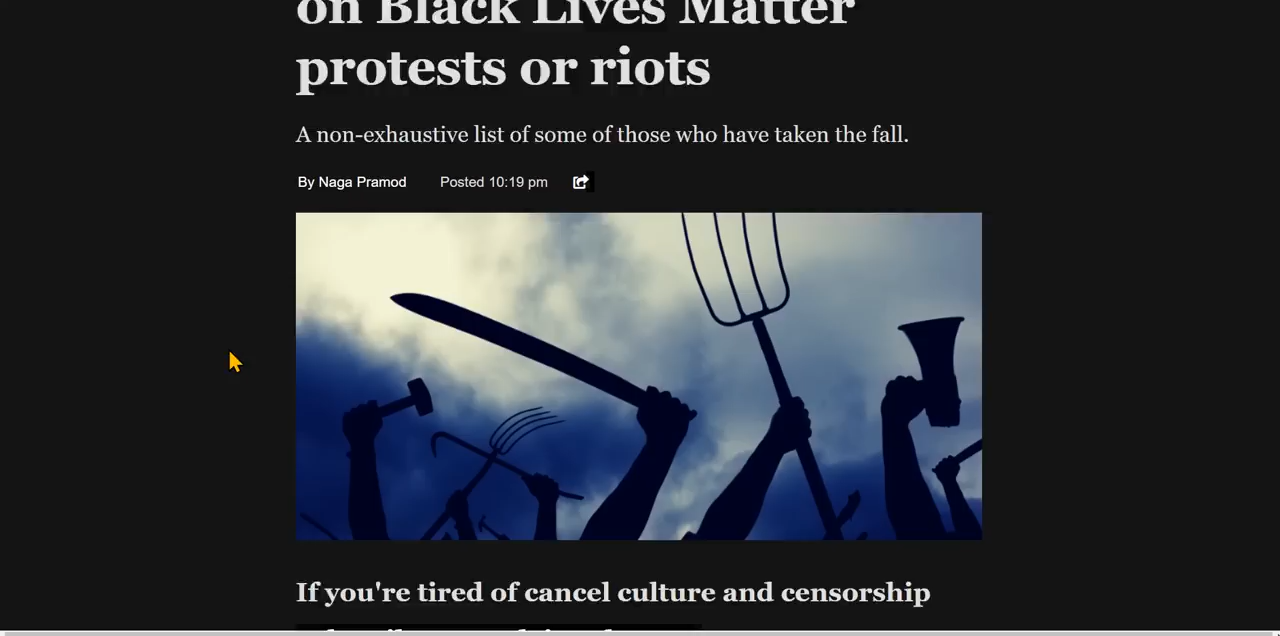 on Black Lives Matter
protests or riots
A non-exhaustive list of some of those who have taken the fall.
By Naga Pramod Posted 10:19 pm
If you're tired of cancel culture and censorship